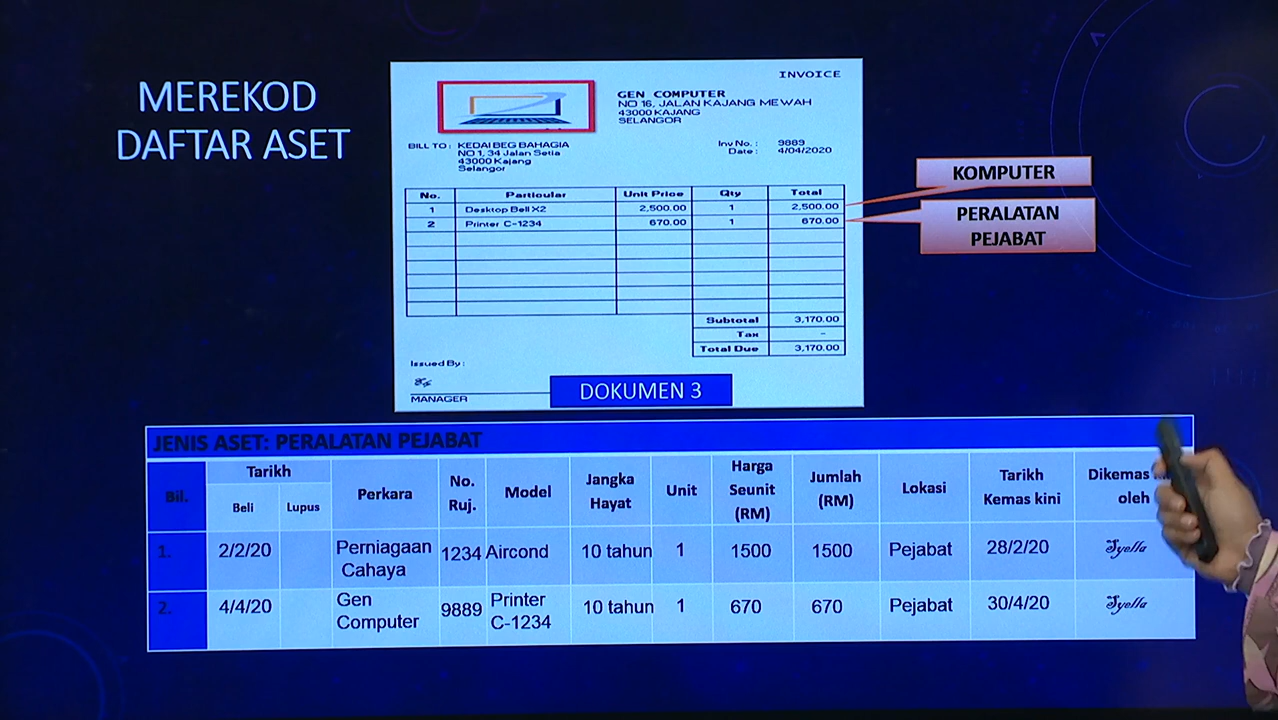 MEREKOD
DAFTAR ASET
INVOICE
GEN COMPUTER
NO 16, JALAN KAJANG MEWAH
43000 KAJANG
SELANGOR
BILL TO : KEDAI BEG BAHAGIA
NO 1, 34 Jalan Setia
43000 Kajang
Selangor
Inv No. : 9889
Date : 4/04/2020
No. Particular Unit Price Qty Total
1 Desktop Bell X2 2,500.00 1 2,500.00
2 Printer C-1234 670.00 1 670.00
Subtotal 3,170.00
Tax -
Total Due 3,170.00
Issued By :
MANAGER
DOKUMEN 3
KOMPUTER
PERALATAN
PEJABAT
JENIS ASET: PERALATAN PEJABAT
Bil. Tarikh Perkara No. Ruj. Model Jangka Hayat Unit Harga Seunit (RM) Jumlah (RM) Lokasi Tarikh Kemas kini Dikemas oleh
Beli Lupus
1. 2/2/20 Perniagaan Cahaya 1234 Aircond 10 tahun 1 1500 1500 Pejabat 28/2/20 Syella
2. 4/4/20 Gen Computer 9889 Printer C-1234 10 tahun 1 670 670 Pejabat 30/4/20 Syella